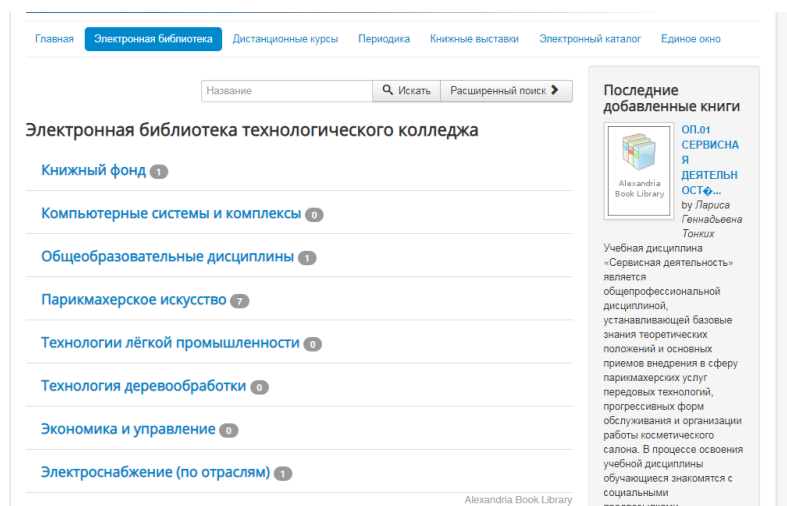 Главная Электронная библиотека Дистанционные курсы Периодика Книжные выставки Электронный каталог Единое окно
Название Искать Расширенный поиск
Электронная библиотека технологического колледжа
Книжный фонд 1
Компьютерные системы и комплексы 0
Общеобразовательные дисциплины 1
Парикмахерское искусство 7
Технологии лёгкой промышленности 0
Технология деревообработки 0
Экономика и управление 0
Электроснабжение (по отраслям) 1
Alexandria Book Library
Последние
добавленные книги
Alexandria
Book Library
ОП.01
СЕРВИСНА
Я
ДЕЯТЕЛЬН
ОСТ�...
by Лариса
Геннадьевна
Тонких
Учебная дисциплина
«Сервисная деятельность»
является
общепрофессиональной
дисциплиной,
устанавливающей базовые
знания теоретических
положений и основных
приемов внедрения в сферу
парикмахерских услуг
передовых технологий,
прогрессивных форм
обслуживания и организации
работы косметического
салона. В процессе освоения
учебной дисциплины
обучающиеся знакомятся с
социальными